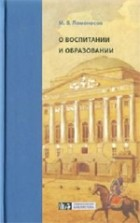 М. В. Ломоносов
О ВОСПИТАНИИ
И ОБРАЗОВАНИИ